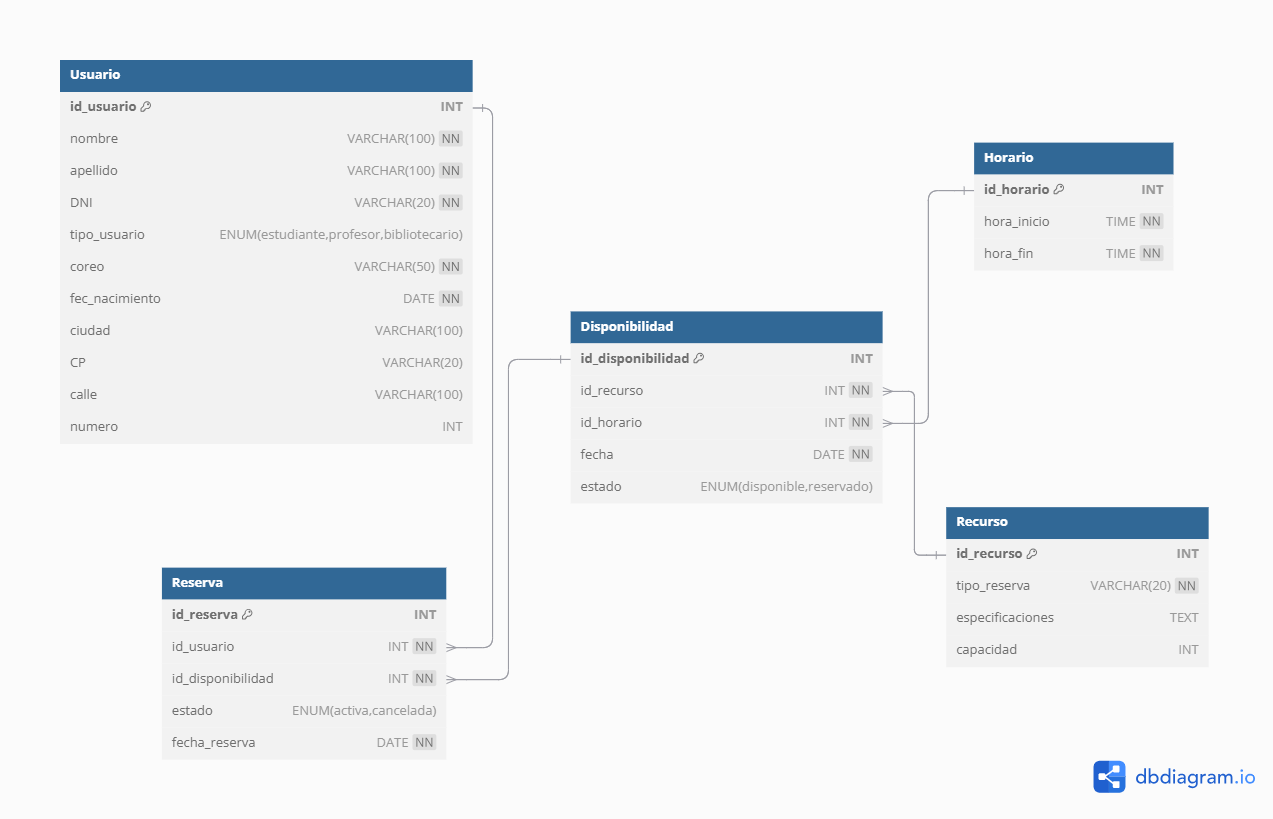 Usuario
id_usuario INT
nombre VARCHAR(100) NN
apellido VARCHAR(100) NN
DNI VARCHAR(20) NN
tipo_usuario ENUM(estudiante,profesor,bibliotecario)
coreo VARCHAR(50) NN
fec_nacimiento DATE NN
ciudad VARCHAR(100)
CP VARCHAR(20)
calle VARCHAR(100)
numero INT
Horario
id_horario INT
hora_inicio TIME NN
hora_fin TIME NN
Disponibilidad
id_disponibilidad INT
id_recurso INT NN
id_horario INT NN
fecha DATE NN
estado ENUM(disponible,reservado)
Recurso
id_recurso INT
tipo_reserva VARCHAR(20) NN
especificaciones TEXT
capacidad INT
Reserva
id_reserva INT
id_usuario INT NN
id_disponibilidad INT NN
estado ENUM(activa,cancelada)
fecha_reserva DATE NN
dbdiagram.io